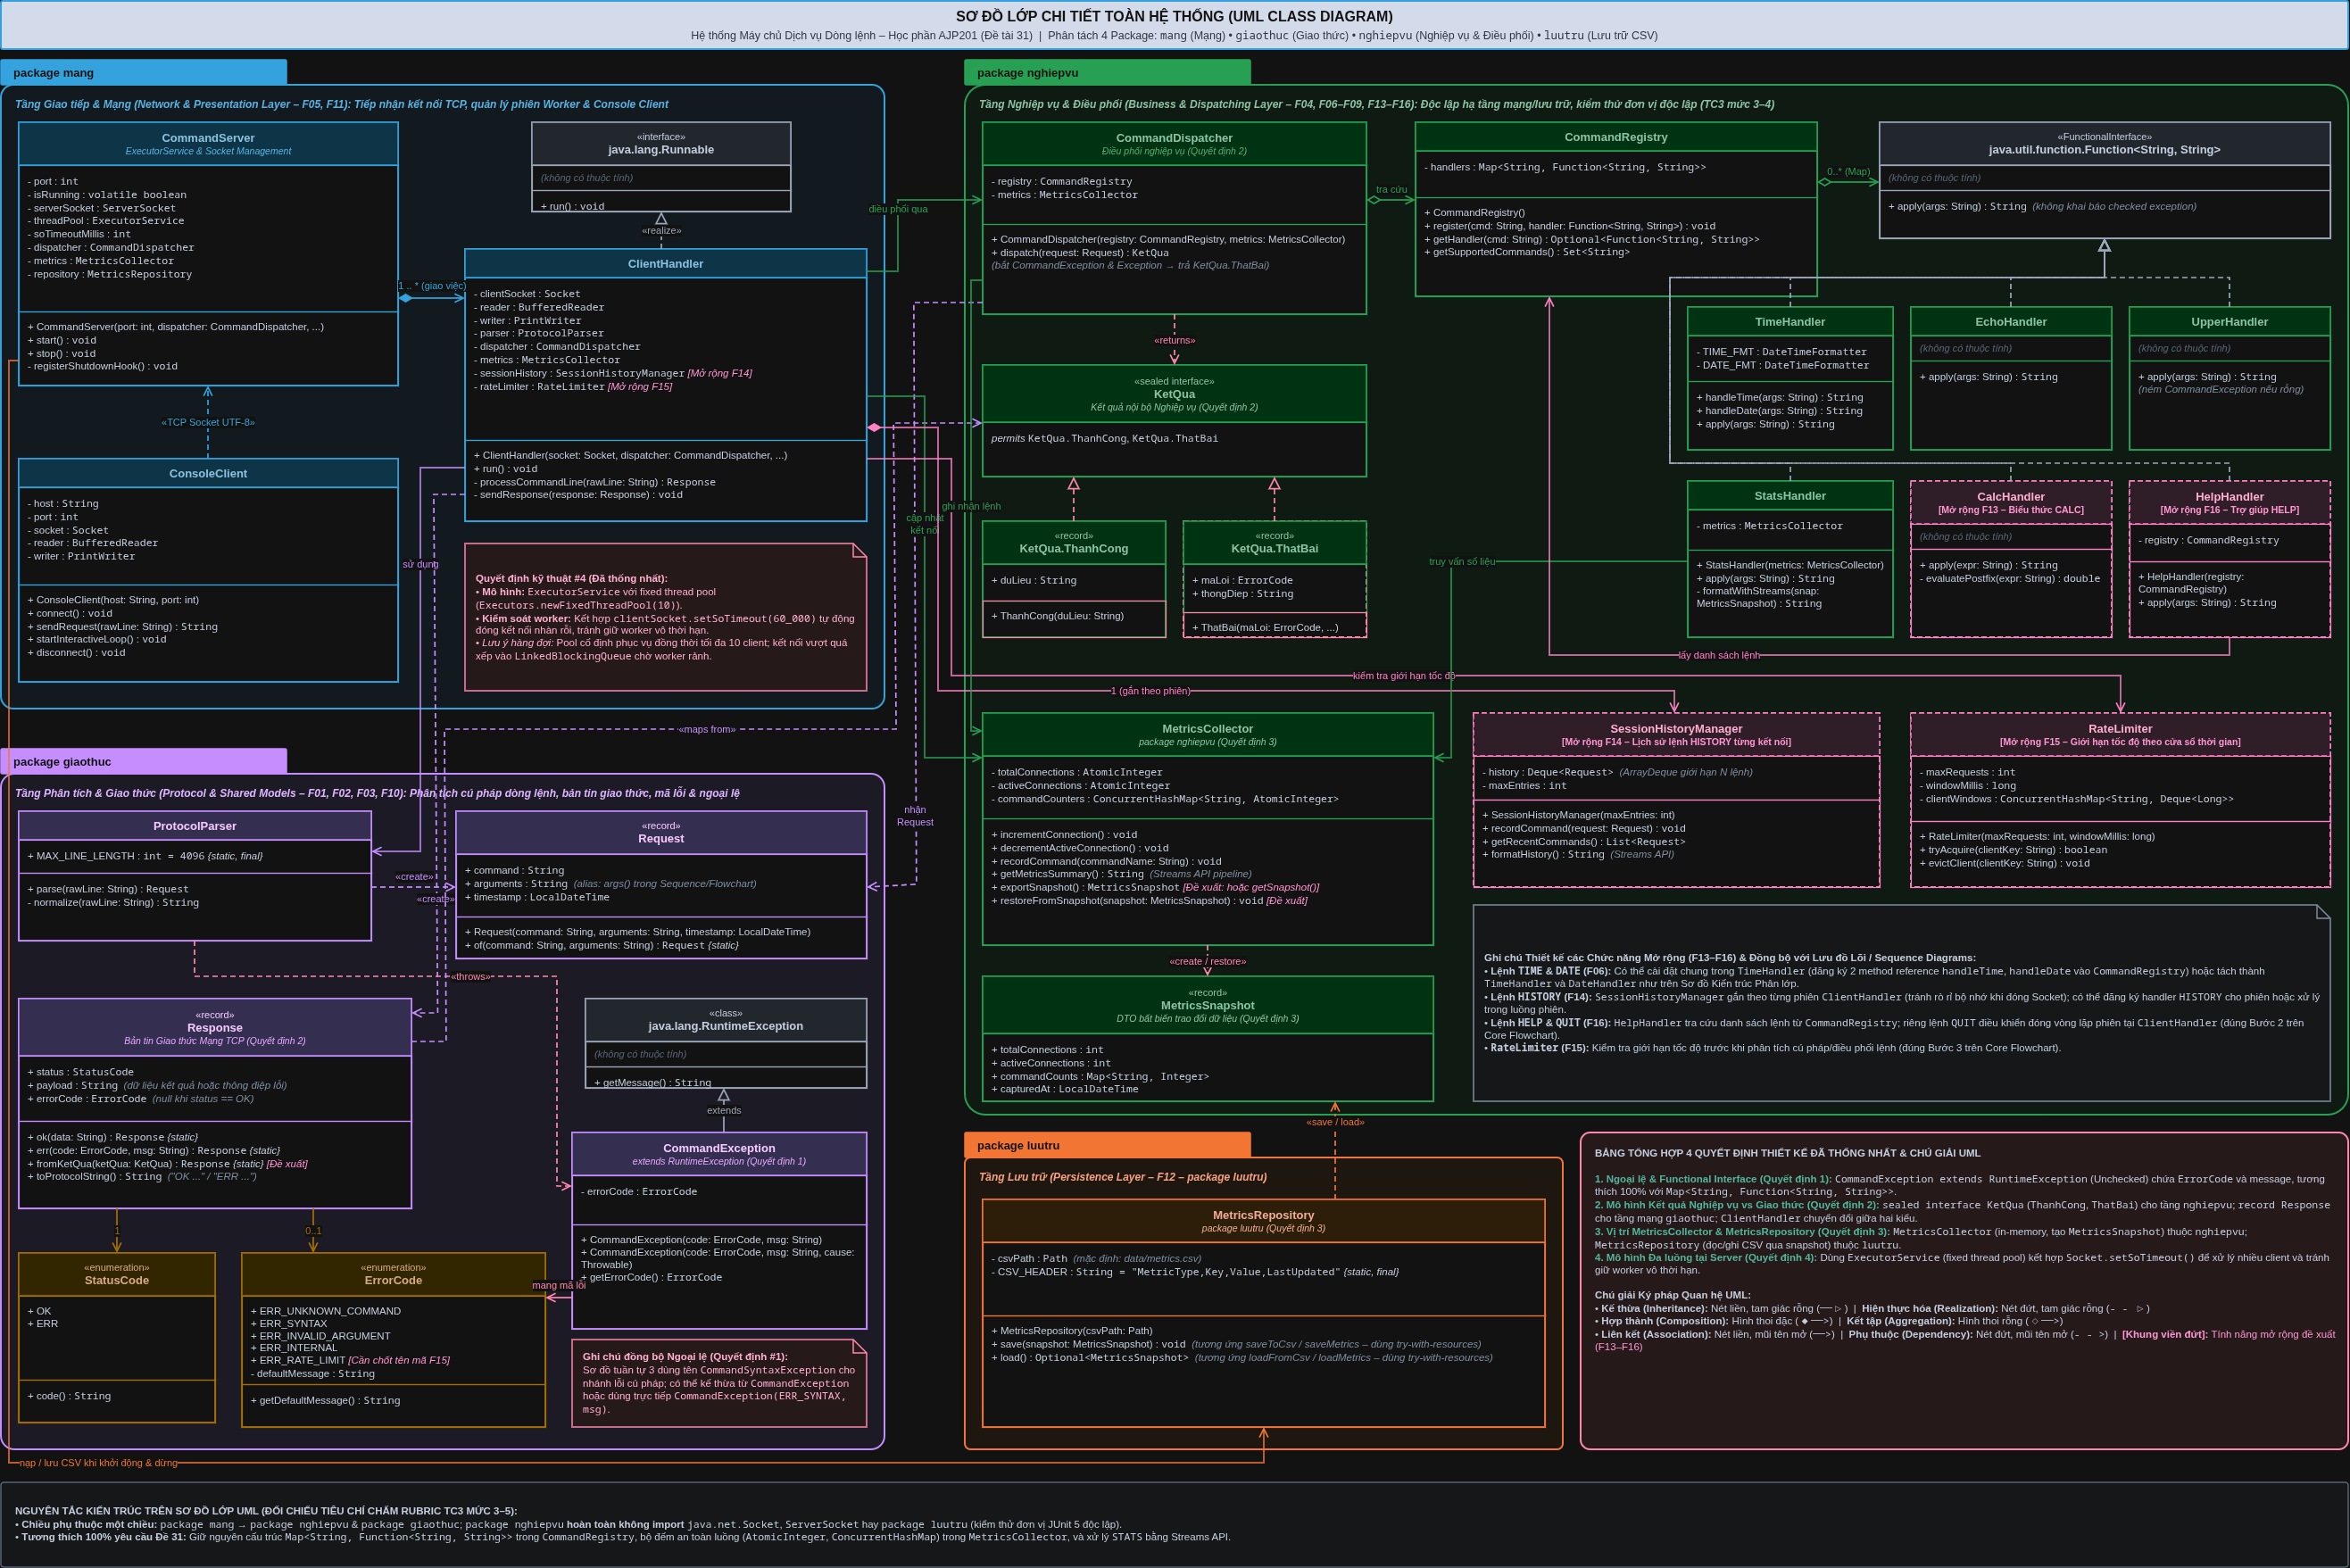 SƠ ĐỒ LỚP CHI TIẾT TOÀN HỆ THỐNG (UML CLASS DIAGRAM)
Hệ thống Máy chủ Dịch vụ Dòng lệnh – Học phần AJP201 (Đề tài 31) | Phân tách 4 Package: mang (Mạng) • giaothuc (Giao thức) • nghiepvu (Nghiệp vụ & Điều phối) • luutru (Lưu trữ CSV)
package mang
Tầng Giao tiếp & Mạng (Network & Presentation Layer – F05, F11): Tiếp nhận kết nối TCP, quản lý phiên Worker & Console Client
CommandServer
ExecutorService & Socket Management
- port : int
- isRunning : volatile boolean
- serverSocket : ServerSocket
- threadPool : ExecutorService
- soTimeoutMillis : int
- dispatcher : CommandDispatcher
- metrics : MetricsCollector
- repository : MetricsRepository
+ CommandServer(port: int, dispatcher: CommandDispatcher, ...)
+ start() : void
+ stop() : void
- registerShutdownHook() : void
«interface»
java.lang.Runnable
(không có thuộc tính)
+ run() : void
«realize»
1 .. * (giao việc)
ClientHandler
- clientSocket : Socket
- reader : BufferedReader
- writer : PrintWriter
- parser : ProtocolParser
- dispatcher : CommandDispatcher
- metrics : MetricsCollector
- sessionHistory : SessionHistoryManager [Mở rộng F14]
- rateLimiter : RateLimiter [Mở rộng F15]
+ ClientHandler(socket: Socket, dispatcher: CommandDispatcher, ...)
+ run() : void
- processCommandLine(rawLine: String) : Response
- sendResponse(response: Response) : void
«TCP Socket UTF-8»
ConsoleClient
- host : String
- port : int
- socket : Socket
- reader : BufferedReader
- writer : PrintWriter
+ ConsoleClient(host: String, port: int)
+ connect() : void
+ sendRequest(rawLine: String) : String
+ startInteractiveLoop() : void
+ disconnect() : void
sử dụng
Quyết định kỹ thuật #4 (Đã thống nhất):
• Mô hình: ExecutorService với fixed thread pool
(Executors.newFixedThreadPool(10)).
• Kiểm soát worker: Kết hợp clientSocket.setSoTimeout(60_000) tự động
đóng kết nối nhàn rỗi, tránh giữ worker vô thời hạn.
• Lưu ý hàng đợi: Pool cố định phục vụ đồng thời tối đa 10 client; kết nối vượt quá
xếp vào LinkedBlockingQueue chờ worker rảnh.
điều phối qua
cập nhật
kết nối
ghi nhận lệnh
«maps from»
nhận
Request
package nghiepvu
Tầng Nghiệp vụ & Điều phối (Business & Dispatching Layer – F04, F06–F09, F13–F16): Độc lập hạ tầng mạng/lưu trữ, kiểm thử đơn vị độc lập (TC3 mức 3–4)
CommandDispatcher
Điều phối nghiệp vụ (Quyết định 2)
- registry : CommandRegistry
- metrics : MetricsCollector
+ CommandDispatcher(registry: CommandRegistry, metrics: MetricsCollector)
+ dispatch(request: Request) : KetQua
(bắt CommandException & Exception → trả KetQua.ThatBai)
tra cứu
CommandRegistry
- handlers : Map<String, Function<String, String>>
+ CommandRegistry()
+ register(cmd: String, handler: Function<String, String>) : void
+ getHandler(cmd: String) : Optional<Function<String, String>>
+ getSupportedCommands() : Set<String>
0..* (Map)
«FunctionalInterface»
java.util.function.Function<String, String>
(không có thuộc tính)
+ apply(args: String) : String (không khai báo checked exception)
«returns»
«sealed interface»
KetQua
Kết quả nội bộ Nghiệp vụ (Quyết định 2)
permits KetQua.ThanhCong, KetQua.ThatBai
«record»
KetQua.ThanhCong
+ duLieu : String
+ ThanhCong(duLieu: String)
«record»
KetQua.ThatBai
+ maLoi : ErrorCode
+ thongDiep : String
+ ThatBai(maLoi: ErrorCode, ...)
TimeHandler
- TIME_FMT : DateTimeFormatter
- DATE_FMT : DateTimeFormatter
+ handleTime(args: String) : String
+ handleDate(args: String) : String
+ apply(args: String) : String
EchoHandler
(không có thuộc tính)
+ apply(args: String) : String
UpperHandler
(không có thuộc tính)
+ apply(args: String) : String
(ném CommandException nếu rỗng)
StatsHandler
- metrics : MetricsCollector
+ StatsHandler(metrics: MetricsCollector)
+ apply(args: String) : String
- formatWithStreams(snap:
MetricsSnapshot) : String
CalcHandler
[Mở rộng F13 – Biểu thức CALC]
(không có thuộc tính)
+ apply(expr: String) : String
- evaluatePostfix(expr: String) : double
HelpHandler
[Mở rộng F16 – Trợ giúp HELP]
- registry : CommandRegistry
+ HelpHandler(registry:
CommandRegistry)
+ apply(args: String) : String
truy vấn số liệu
lấy danh sách lệnh
kiểm tra giới hạn tốc độ
1 (gắn theo phiên)
MetricsCollector
package nghiepvu (Quyết định 3)
- totalConnections : AtomicInteger
- activeConnections : AtomicInteger
- commandCounters : ConcurrentHashMap<String, AtomicInteger>
+ incrementConnection() : void
+ decrementActiveConnection() : void
+ recordCommand(commandName: String) : void
+ getMetricsSummary() : String (Streams API pipeline)
+ exportSnapshot() : MetricsSnapshot [Đề xuất: hoặc getSnapshot()]
+ restoreFromSnapshot(snapshot: MetricsSnapshot) : void [Đề xuất]
SessionHistoryManager
[Mở rộng F14 – Lịch sử lệnh HISTORY từng kết nối]
- history : Deque<Request> (ArrayDeque giới hạn N lệnh)
- maxEntries : int
+ SessionHistoryManager(maxEntries: int)
+ recordCommand(request: Request) : void
+ getRecentCommands() : List<Request>
+ formatHistory() : String (Streams API)
RateLimiter
[Mở rộng F15 – Giới hạn tốc độ theo cửa sổ thời gian]
- maxRequests : int
- windowMillis : long
- clientWindows : ConcurrentHashMap<String, Deque<Long>>
+ RateLimiter(maxRequests: int, windowMillis: long)
+ tryAcquire(clientKey: String) : boolean
+ evictClient(clientKey: String) : void
«create / restore»
«record»
MetricsSnapshot
DTO bất biến trao đổi dữ liệu (Quyết định 3)
+ totalConnections : int
+ activeConnections : int
+ commandCounts : Map<String, Integer>
+ capturedAt : LocalDateTime
Ghi chú Thiết kế các Chức năng Mở rộng (F13–F16) & Đồng bộ với Lưu đồ Lõi / Sequence Diagrams:
• Lệnh TIME & DATE (F06): Có thể cài đặt chung trong TimeHandler (đăng ký 2 method reference handleTime, handleDate vào CommandRegistry) hoặc tách thành
TimeHandler và DateHandler như trên Sơ đồ Kiến trúc Phân lớp.
• Lệnh HISTORY (F14): SessionHistoryManager gắn theo từng phiên ClientHandler (tránh rò rỉ bộ nhớ khi đóng Socket); có thể đăng ký handler HISTORY cho phiên hoặc xử lý
trong luồng phiên.
• Lệnh HELP & QUIT (F16): HelpHandler tra cứu danh sách lệnh từ CommandRegistry; riêng lệnh QUIT điều khiển đóng vòng lặp phiên tại ClientHandler (đúng Bước 2 trên
Core Flowchart).
• RateLimiter (F15): Kiểm tra giới hạn tốc độ trước khi phân tích cú pháp/điều phối lệnh (đúng Bước 3 trên Core Flowchart).
package giaothuc
Tầng Phân tích & Giao thức (Protocol & Shared Models – F01, F02, F03, F10): Phân tích cú pháp dòng lệnh, bản tin giao thức, mã lỗi & ngoại lệ
ProtocolParser
+ MAX_LINE_LENGTH : int = 4096 {static, final}
+ parse(rawLine: String) : Request
- normalize(rawLine: String) : String
«create»
«create»
«record»
Request
+ command : String
+ arguments : String (alias: args() trong Sequence/Flowchart)
+ timestamp : LocalDateTime
+ Request(command: String, arguments: String, timestamp: LocalDateTime)
+ of(command: String, arguments: String) : Request {static}
«throws»
«record»
Response
Bản tin Giao thức Mạng TCP (Quyết định 2)
+ status : StatusCode
+ payload : String (dữ liệu kết quả hoặc thông điệp lỗi)
+ errorCode : ErrorCode (null khi status == OK)
+ ok(data: String) : Response {static}
+ err(code: ErrorCode, msg: String) : Response {static}
+ fromKetQua(ketQua: KetQua) : Response {static} [Đề xuất]
+ toProtocolString() : String ("OK ..." / "ERR ...")
«class»
java.lang.RuntimeException
(không có thuộc tính)
+ getMessage() : String
extends
CommandException
extends RuntimeException (Quyết định 1)
- errorCode : ErrorCode
+ CommandException(code: ErrorCode, msg: String)
+ CommandException(code: ErrorCode, msg: String, cause:
Throwable)
+ getErrorCode() : ErrorCode
mang mã lỗi
1
0..1
«enumeration»
StatusCode
+ OK
+ ERR
+ code() : String
«enumeration»
ErrorCode
+ ERR_UNKNOWN_COMMAND
+ ERR_SYNTAX
+ ERR_INVALID_ARGUMENT
+ ERR_INTERNAL
+ ERR_RATE_LIMIT [Cần chốt tên mã F15]
- defaultMessage : String
+ getDefaultMessage() : String
Ghi chú đồng bộ Ngoại lệ (Quyết định #1):
Sơ đồ tuần tự 3 dùng tên CommandSyntaxException cho
nhánh lỗi cú pháp; có thể kế thừa từ CommandException
hoặc dùng trực tiếp CommandException(ERR_SYNTAX,
msg).
nạp / lưu CSV khi khởi động & dừng
«save / load»
package luutru
Tầng Lưu trữ (Persistence Layer – F12 – package luutru)
MetricsRepository
package luutru (Quyết định 3)
- csvPath : Path (mặc định: data/metrics.csv)
- CSV_HEADER : String = "MetricType,Key,Value,LastUpdated" {static, final}
+ MetricsRepository(csvPath: Path)
+ save(snapshot: MetricsSnapshot) : void (tương ứng saveToCsv / saveMetrics – dùng try-with-resources)
+ load() : Optional<MetricsSnapshot> (tương ứng loadFromCsv / loadMetrics – dùng try-with-resources)
BẢNG TỔNG HỢP 4 QUYẾT ĐỊNH THIẾT KẾ ĐÃ THỐNG NHẤT & CHÚ GIẢI UML
1. Ngoại lệ & Functional Interface (Quyết định 1): CommandException extends RuntimeException (Unchecked) chứa ErrorCode và message, tương
thích 100% với Map<String, Function<String, String>>.
2. Mô hình Kết quả Nghiệp vụ vs Giao thức (Quyết định 2): sealed interface KetQua (ThanhCong, ThatBai) cho tầng nghiepvu; record Response
cho tầng mạng giaothuc; ClientHandler chuyển đổi giữa hai kiểu.
3. Vị trí MetricsCollector & MetricsRepository (Quyết định 3): MetricsCollector (in-memory, tạo MetricsSnapshot) thuộc nghiepvu;
MetricsRepository (đọc/ghi CSV qua snapshot) thuộc luutru.
4. Mô hình Đa luồng tại Server (Quyết định 4): Dùng ExecutorService (fixed thread pool) kết hợp Socket.setSoTimeout() để xử lý nhiều client và tránh
giữ worker vô thời hạn.
Chú giải Ký pháp Quan hệ UML:
• Kế thừa (Inheritance): Nét liền, tam giác rỗng (──▷) | Hiện thực hóa (Realization): Nét đứt, tam giác rỗng (- - ▷)
• Hợp thành (Composition): Hình thoi đặc (◆──>) | Kết tập (Aggregation): Hình thoi rỗng (◇──>)
• Liên kết (Association): Nét liền, mũi tên mở (──>) | Phụ thuộc (Dependency): Nét đứt, mũi tên mở (- - >) | [Khung viền đứt]: Tính năng mở rộng đề xuất
(F13–F16)
NGUYÊN TẮC KIẾN TRÚC TRÊN SƠ ĐỒ LỚP UML (ĐỐI CHIẾU TIÊU CHÍ CHẤM RUBRIC TC3 MỨC 3–5):
• Chiều phụ thuộc một chiều: package mang → package nghiepvu & package giaothuc; package nghiepvu hoàn toàn không import java.net.Socket, ServerSocket hay package luutru (kiểm thử đơn vị JUnit 5 độc lập).
• Tương thích 100% yêu cầu Đề 31: Giữ nguyên cấu trúc Map<String, Function<String, String>> trong CommandRegistry, bộ đếm an toàn luồng (AtomicInteger, ConcurrentHashMap) trong MetricsCollector, và xử lý STATS bằng Streams API.